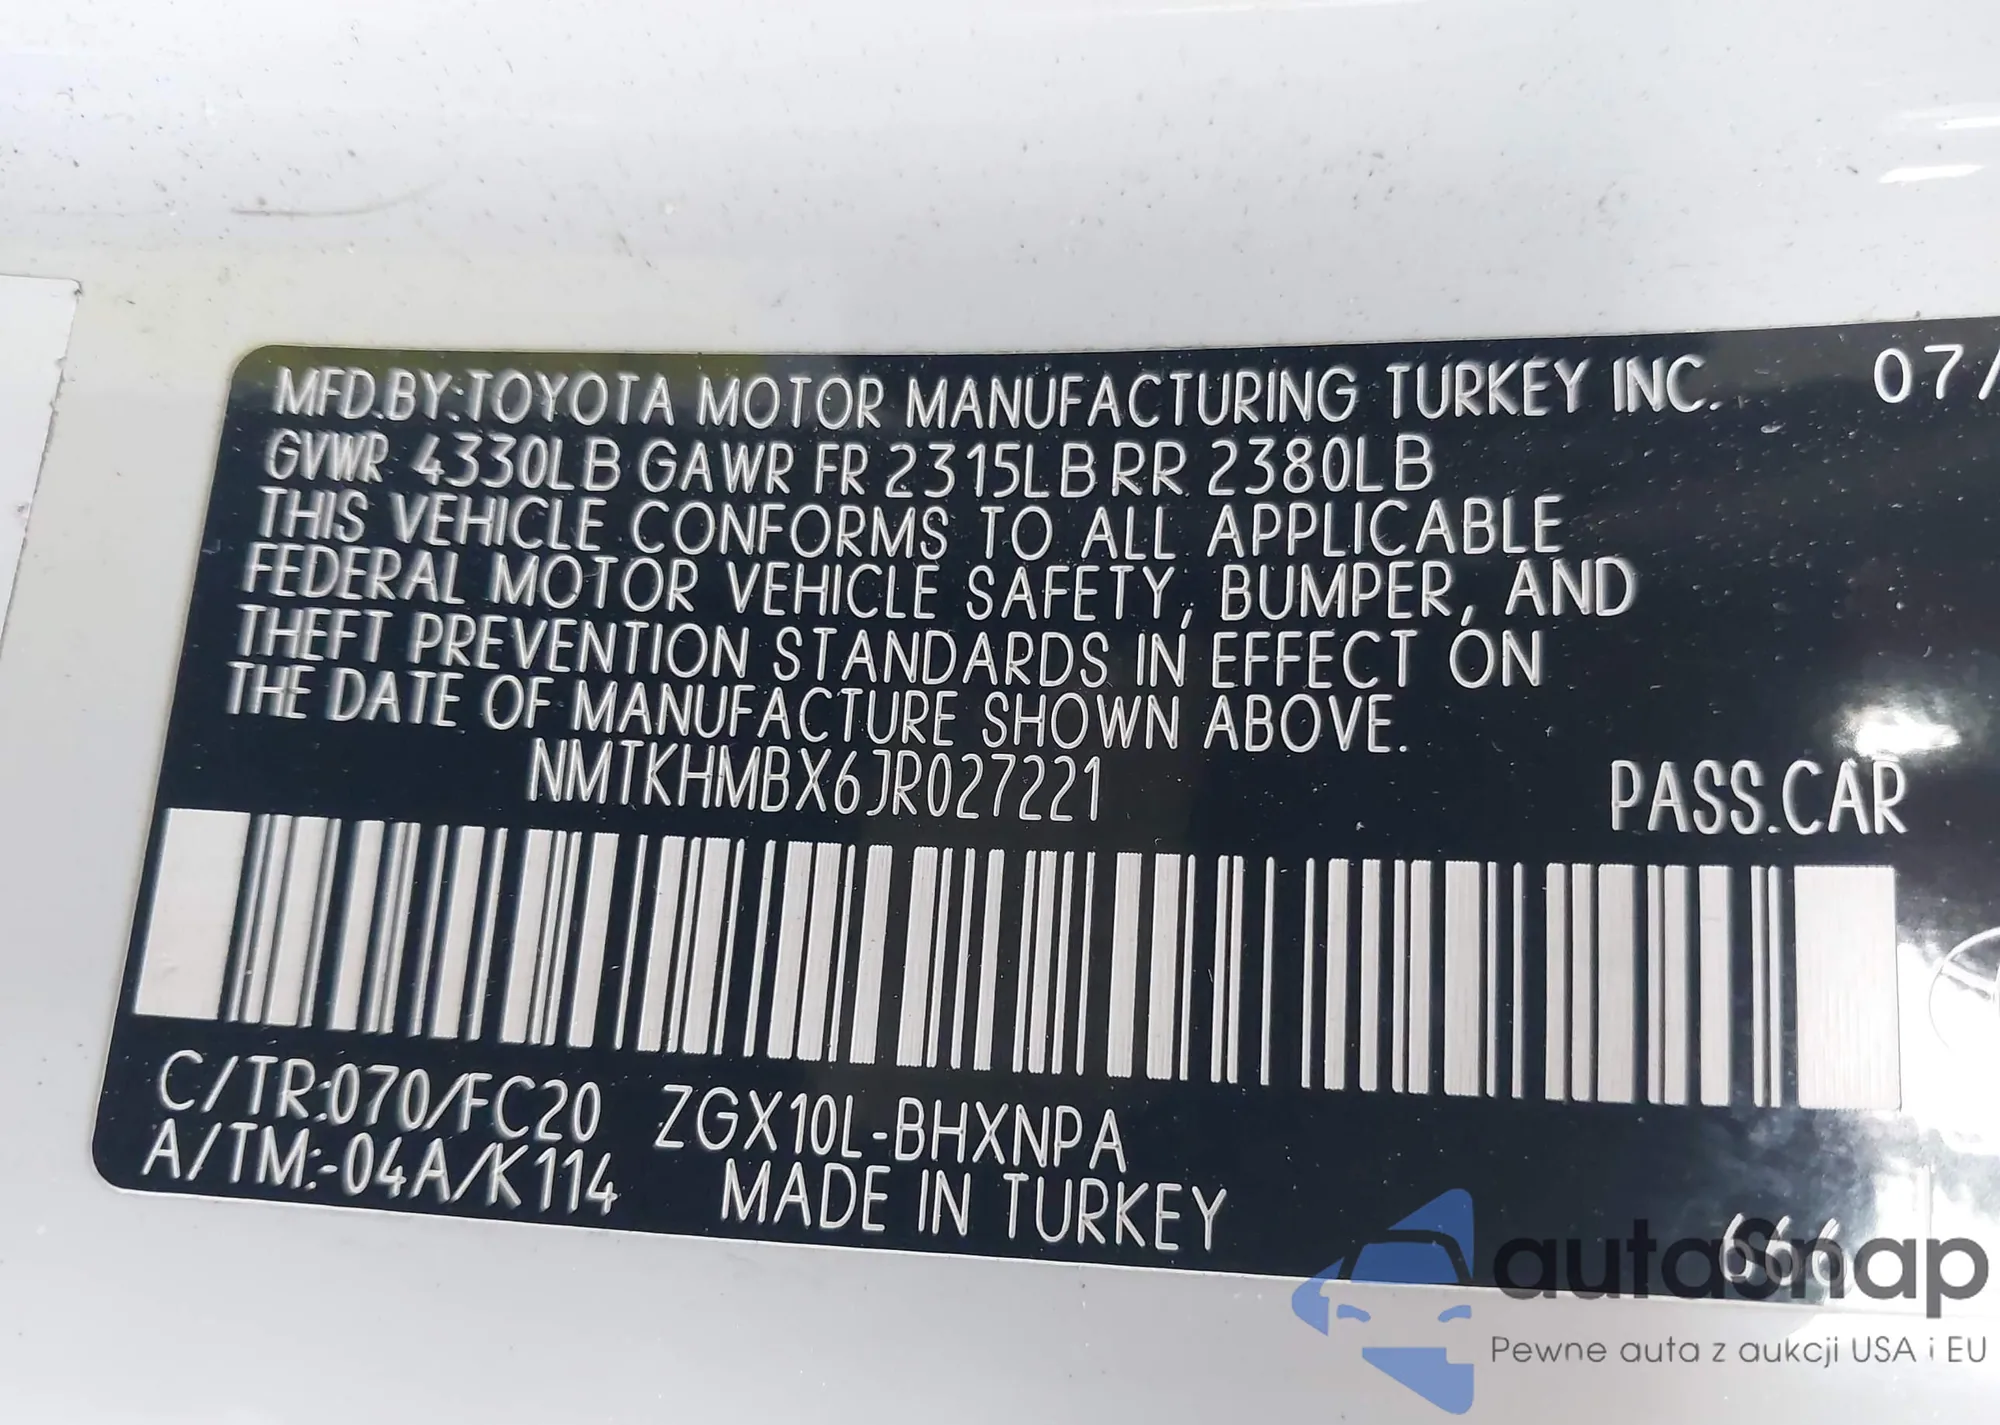 MFD.BY:TOYOTA MOTOR MANUFACTURING TURKEY INC. 07/
GVWR 4330LB GAWR FR 2315LB RR 2380LB
THIS VEHICLE CONFORMS TO ALL APPLICABLE
FEDERAL MOTOR VEHICLE SAFETY, BUMPER, AND
THEFT PREVENTION STANDARDS IN EFFECT ON
THE DATE OF MANUFACTURE SHOWN ABOVE.
NMTKHMBX6JR027221 PASS.CAR
C/TR:070/FC20 ZGX10L-BHXNPA
A/TM:-04A/K114 MADE IN TURKEY
666
autoSnap
Pewne auta z aukcji USA i EU